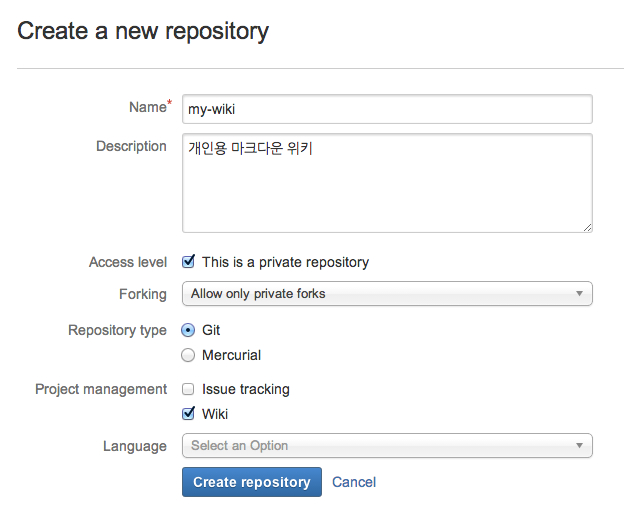 Create a new repository
Name* my-wiki
Description 개인용 마크다운 위키
Access level This is a private repository
Forking Allow only private forks
Repository type Git
Mercurial
Project management Issue tracking
Wiki
Language Select an Option
Create repository Cancel